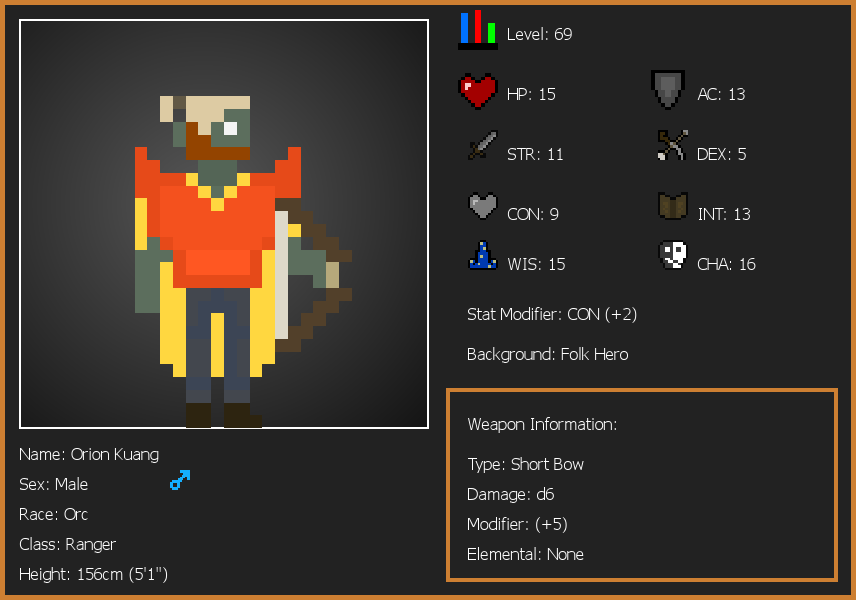 Level: 69
HP: 15
AC: 13
STR: 11
DEX: 5
CON: 9
INT: 13
WIS: 15
CHA: 16
Stat Modifier: CON (+2)
Background: Folk Hero
Weapon Information:
Type: Short Bow
Damage: d6
Modifier: (+5)
Elemental: None
Name: Orion Kuang
Sex: Male
Race: Orc
Class: Ranger
Height: 156cm (5'1")